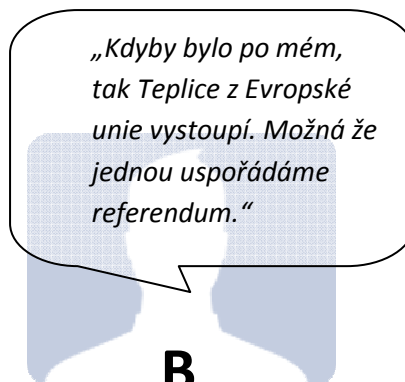 „Kdyby bylo po mém,
tak Teplice z Evropské
unie vystoupí. Možná že
jednou uspořádáme
referendum.“
B